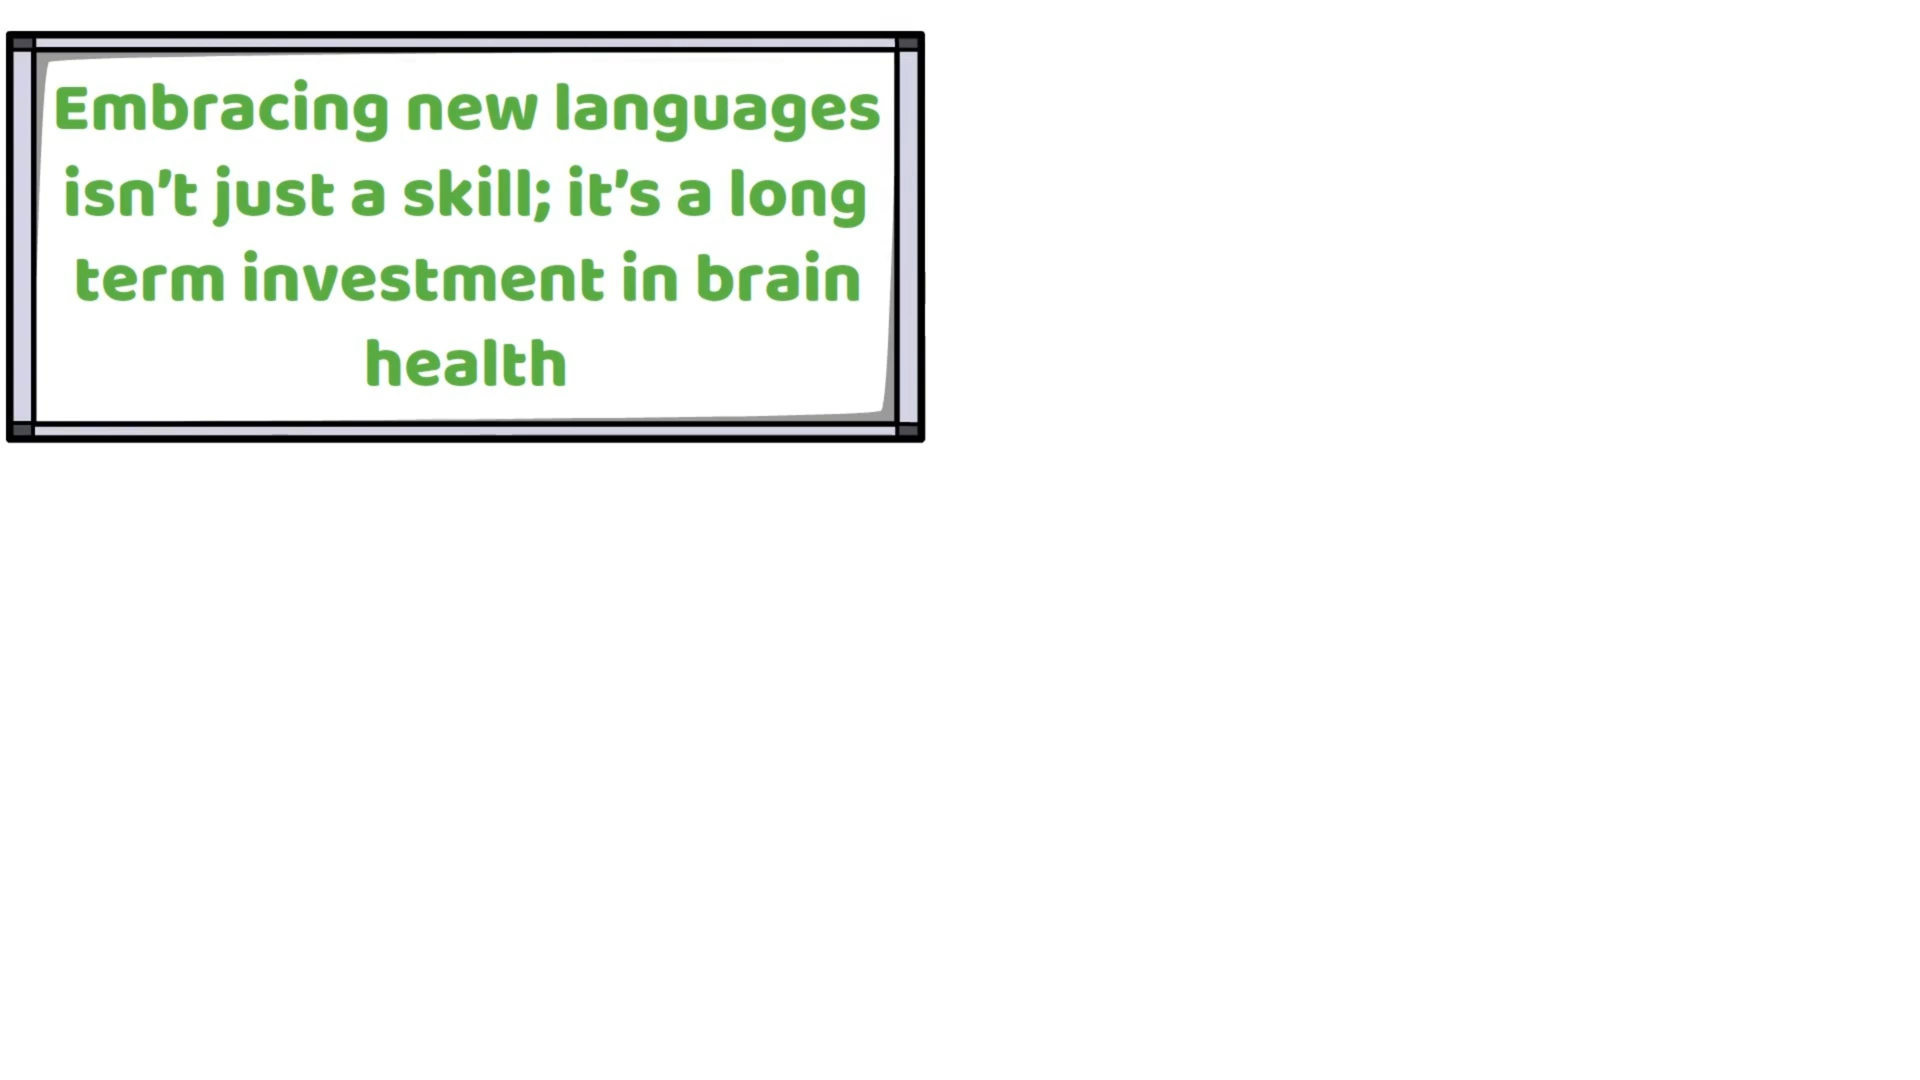 Embracing new languages
isn’t just a skill; it’s a long
term investment in brain
health